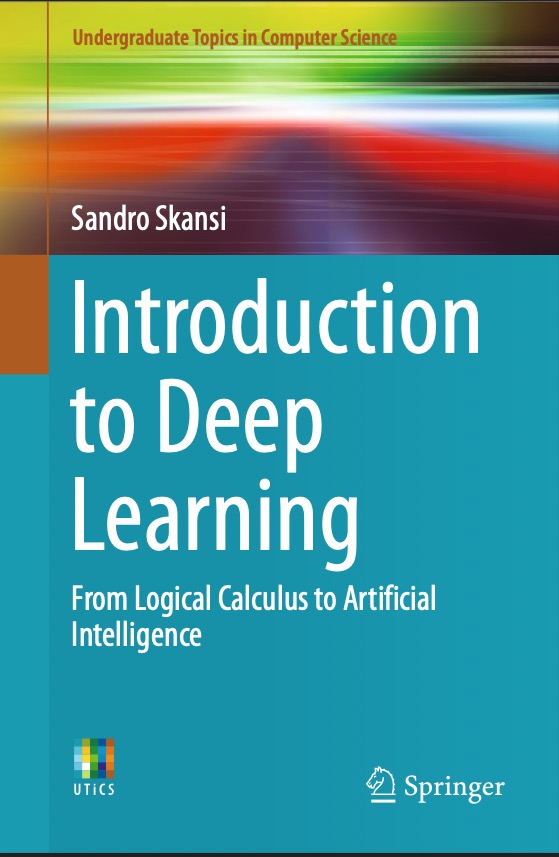 Undergraduate Topics in Computer Science
Sandro Skansi
Introduction
to Deep
Learning
From Logical Calculus to Artificial
Intelligence
UTiCS
Springer